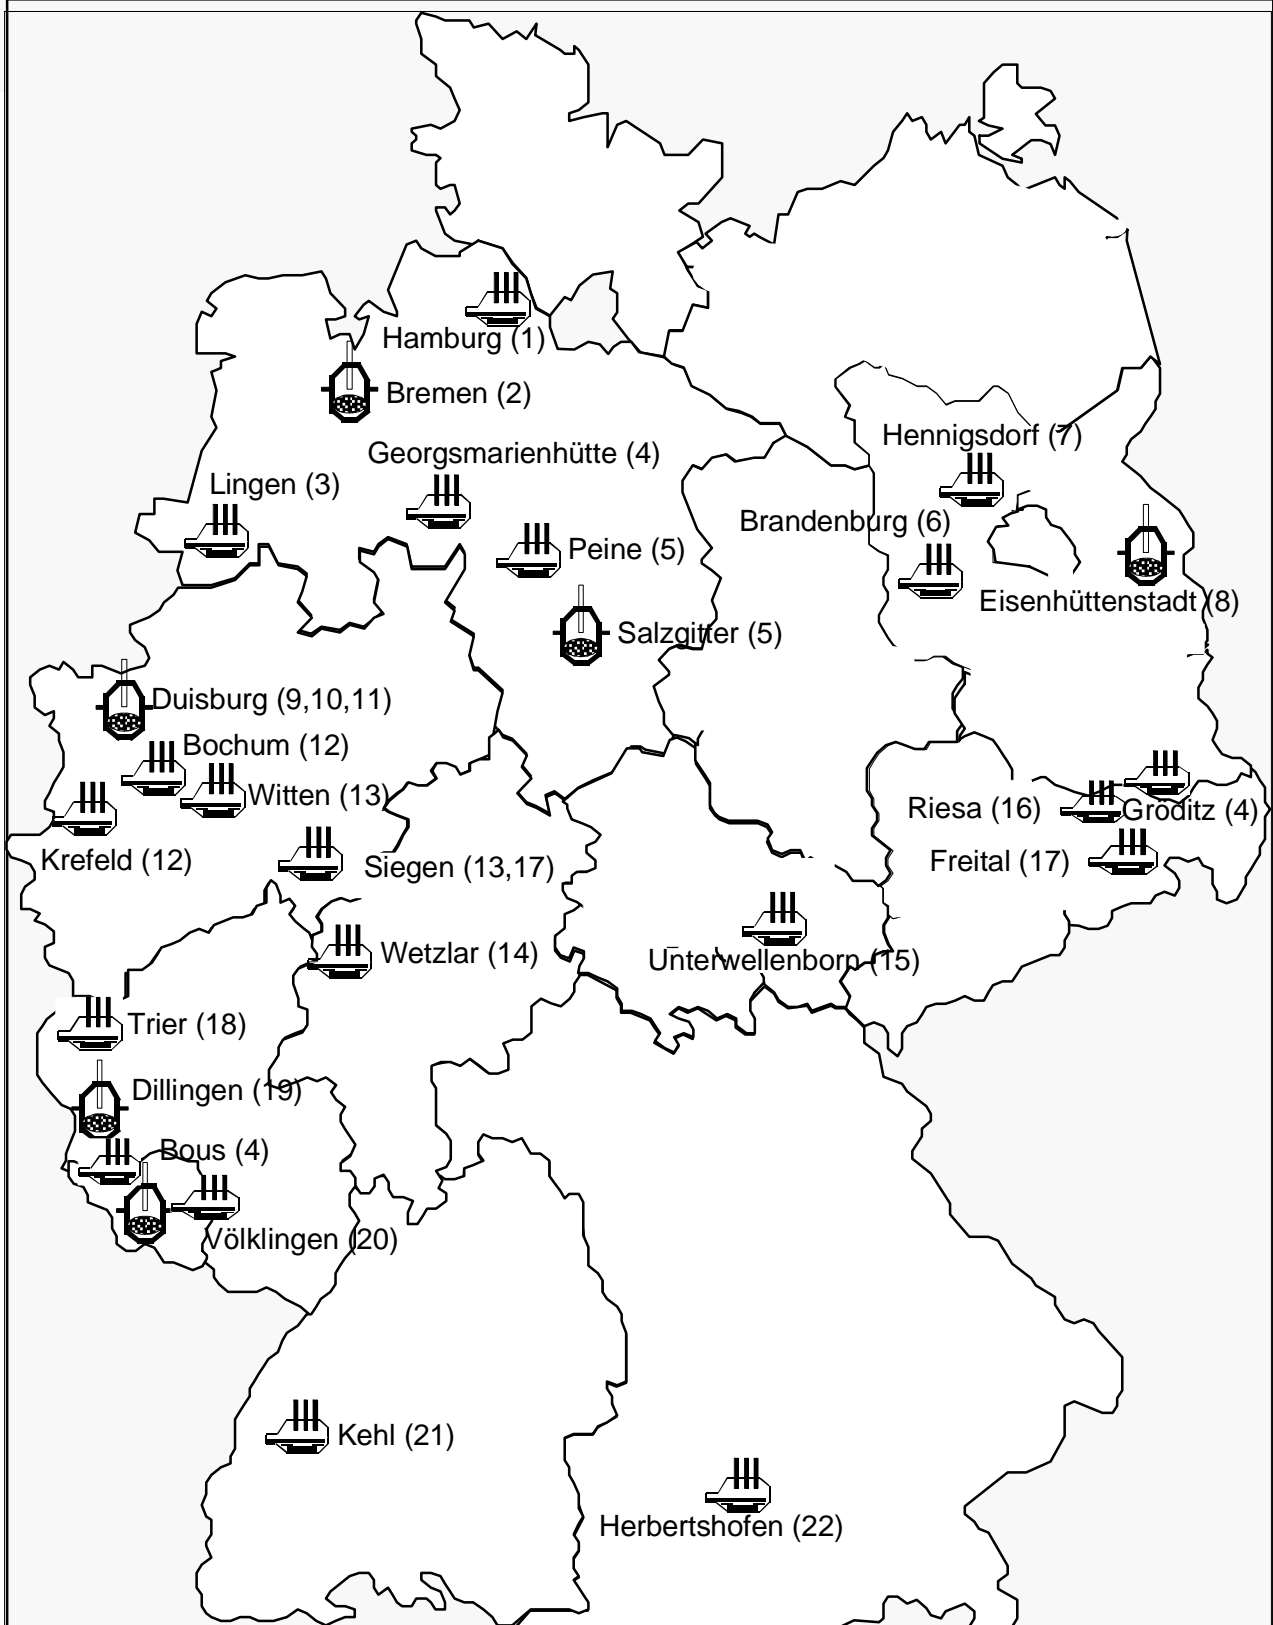 Hamburg (1)
Bremen (2)
Hennigsdorf (7)
Georgsmarienhütte (4)
Lingen (3)
Brandenburg (6)
Peine (5)
Eisenhüttenstadt (8)
Salzgitter (5)
Duisburg (9,10,11)
Bochum (12)
Witten (13)
Riesa (16)
Gröditz (4)
Krefeld (12)
Siegen (13,17)
Freital (17)
Wetzlar (14)
Unterwellenborn (15)
Trier (18)
Dillingen (19)
Bous (4)
Völklingen (20)
Kehl (21)
Herbertshofen (22)